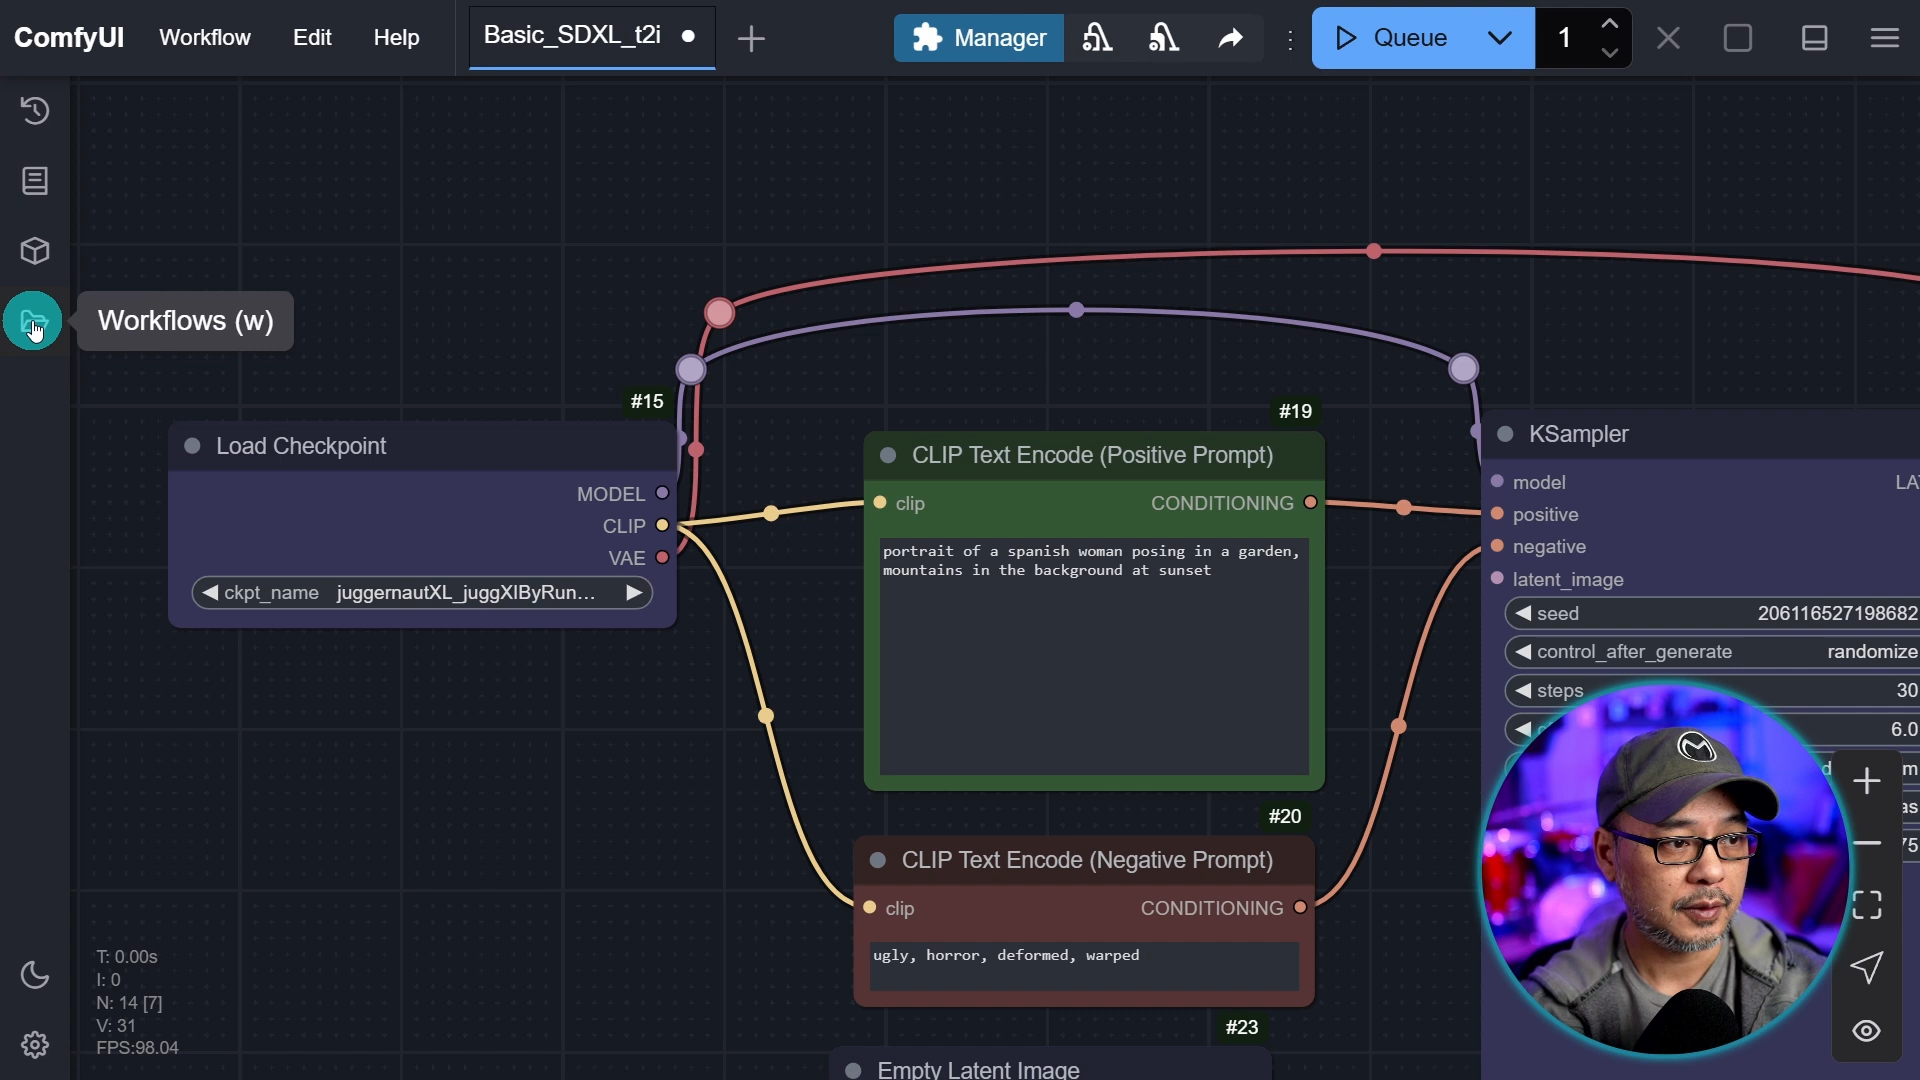 ComfyUI
Workflow
Edit
Help
Basic_SDXL_t2i
Manager
Queue
1
Workflows (w)
#15
Load Checkpoint
MODEL
CLIP
VAE
ckpt_name juggernautXL_juggXIByRun...
#19
CLIP Text Encode (Positive Prompt)
clip CONDITIONING
portrait of a spanish woman posing in a garden,
mountains in the background at sunset
#20
CLIP Text Encode (Negative Prompt)
clip CONDITIONING
ugly, horror, deformed, warped
#23
Empty Latent Image
KSampler
model
positive
negative
latent_image
seed 206116527198682
control_after_generate randomize
steps 30
6.0
T: 0.00s
I: 0
N: 14 [7]
V: 31
FPS:98.04